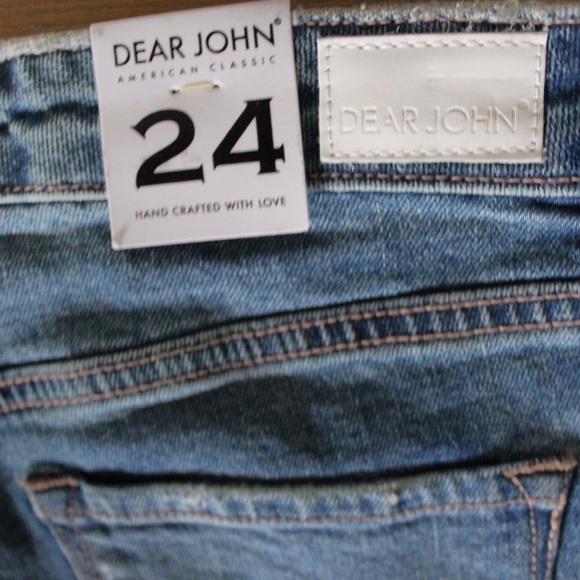 DEAR JOHN®
AMERICAN CLASSIC
24
HAND CRAFTED WITH LOVE
DEAR JOHN®